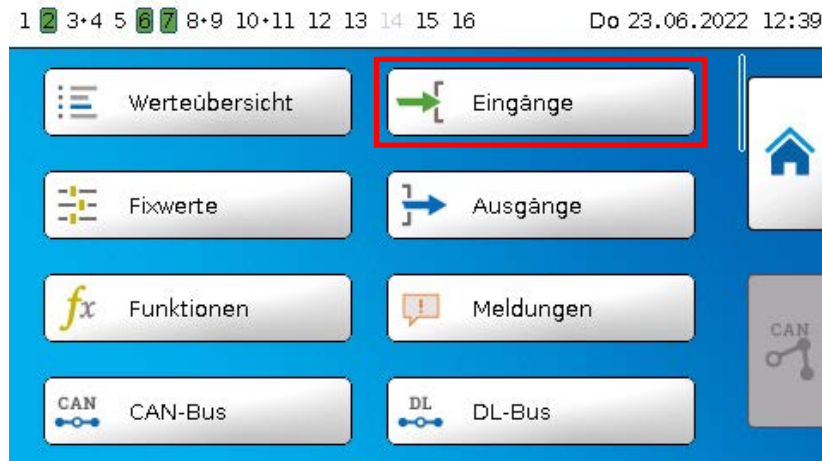 1 2 3+4 5 6 7 8+9 10+11 12 13 14 15 16 Do 23.06.2022 12:39
Werteübersicht Eingänge
Fixwerte Ausgänge
fx Funktionen ! Meldungen
CAN
CAN CAN-Bus DL DL-Bus